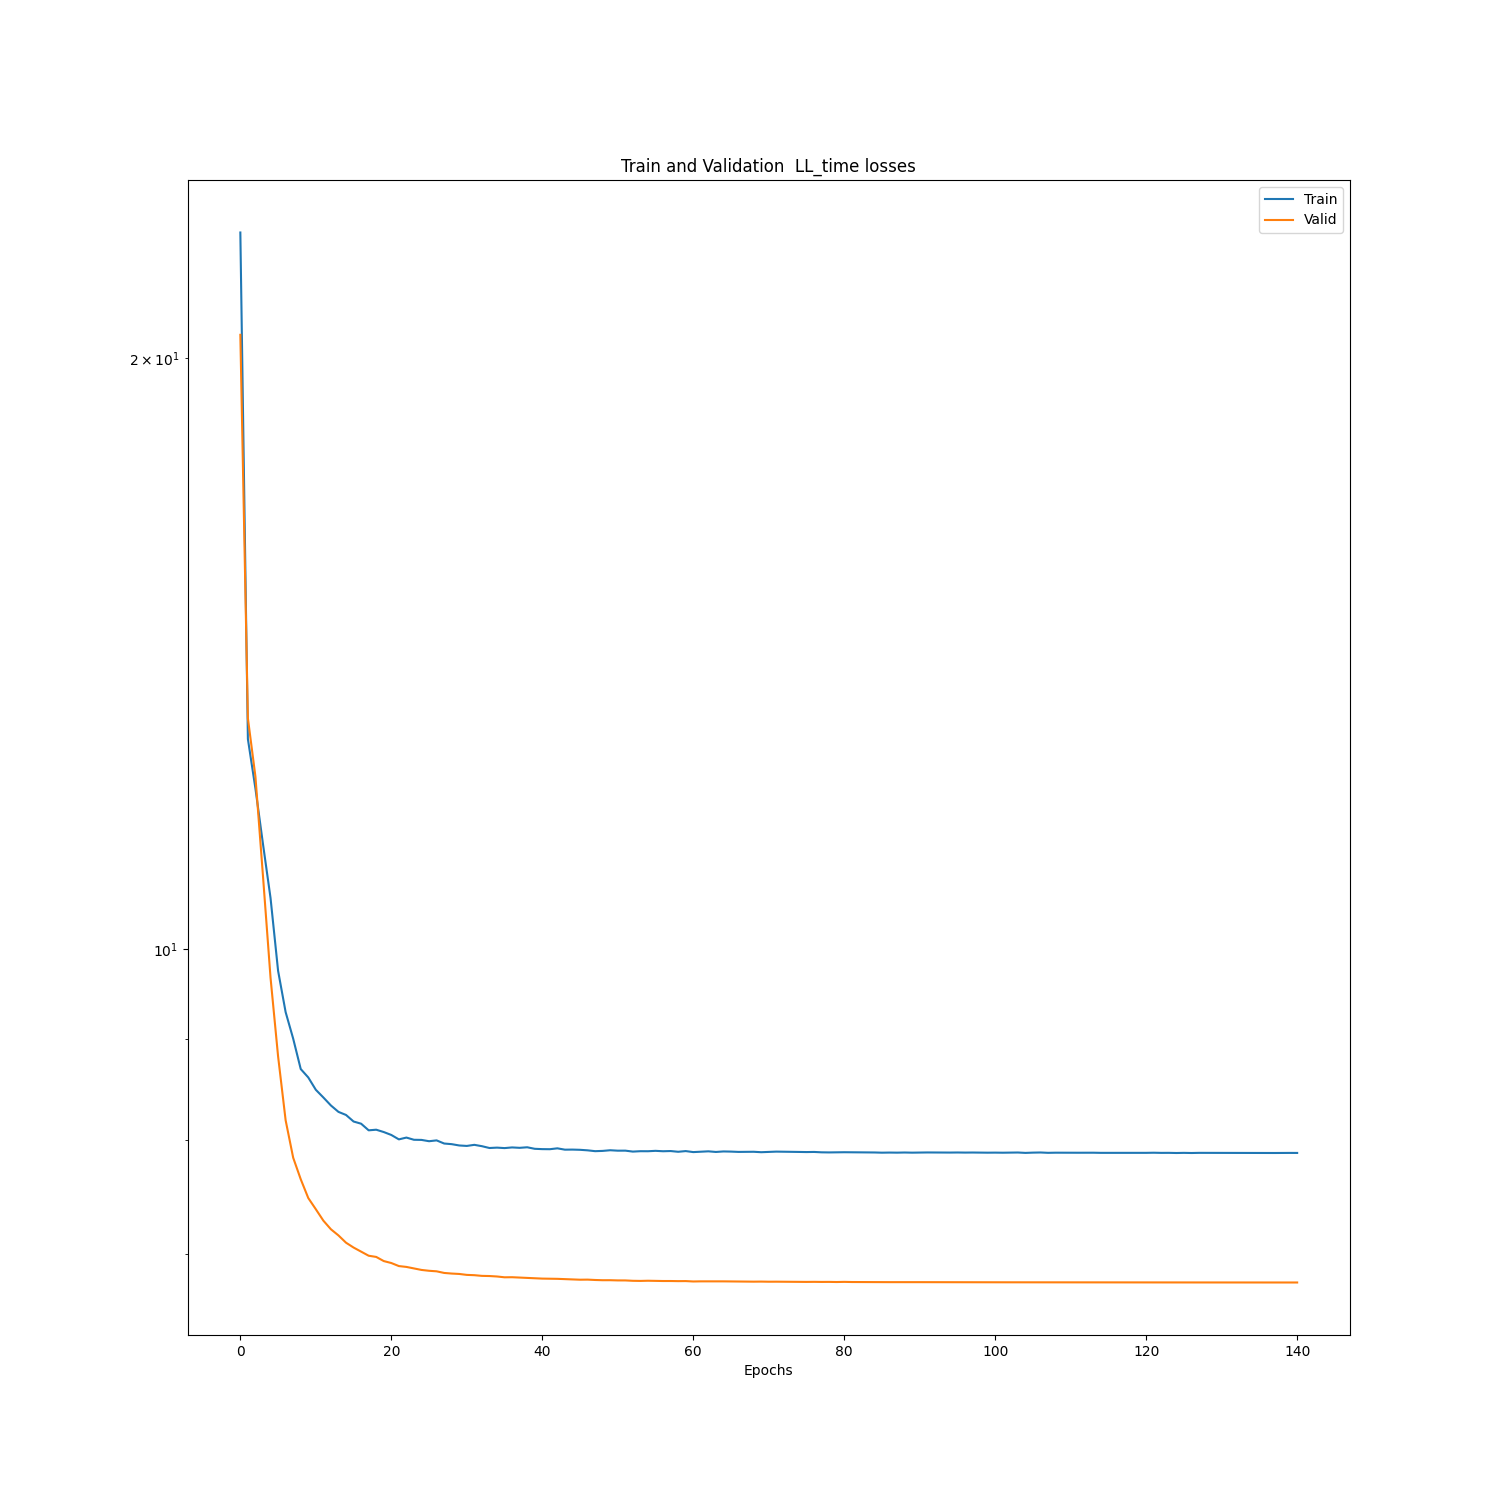 Train and Validation  LL_time losses
Train
Valid
2 × 10¹
10¹
0 20 40 60 80 100 120 140
Epochs